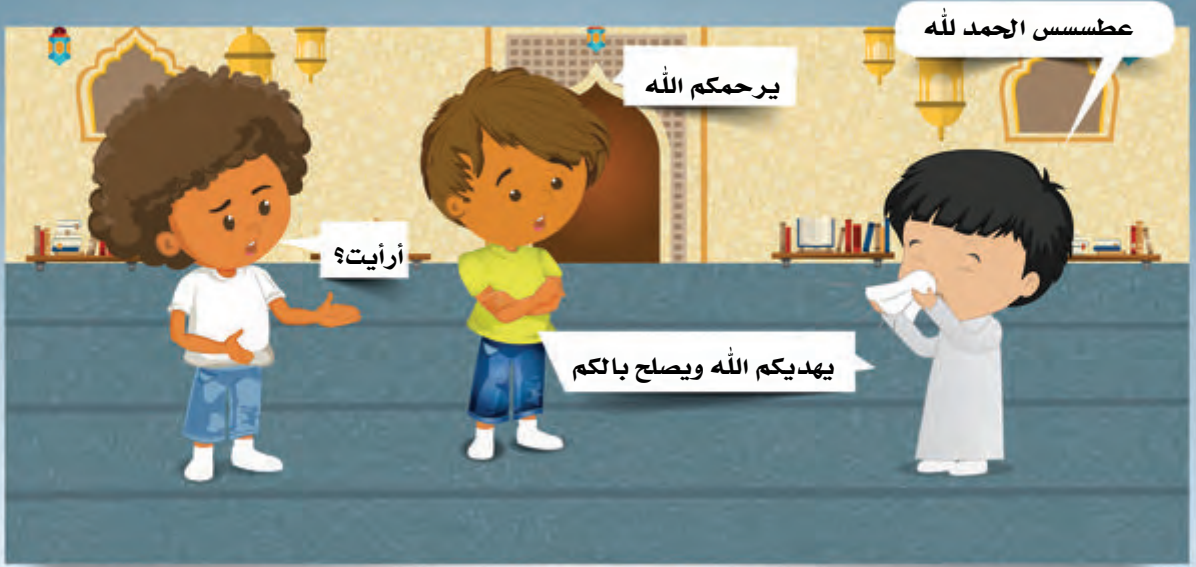 عطسسس الحمد لله
يرحمكم الله
أرأيت؟
يهديكم الله ويصلح بالكم